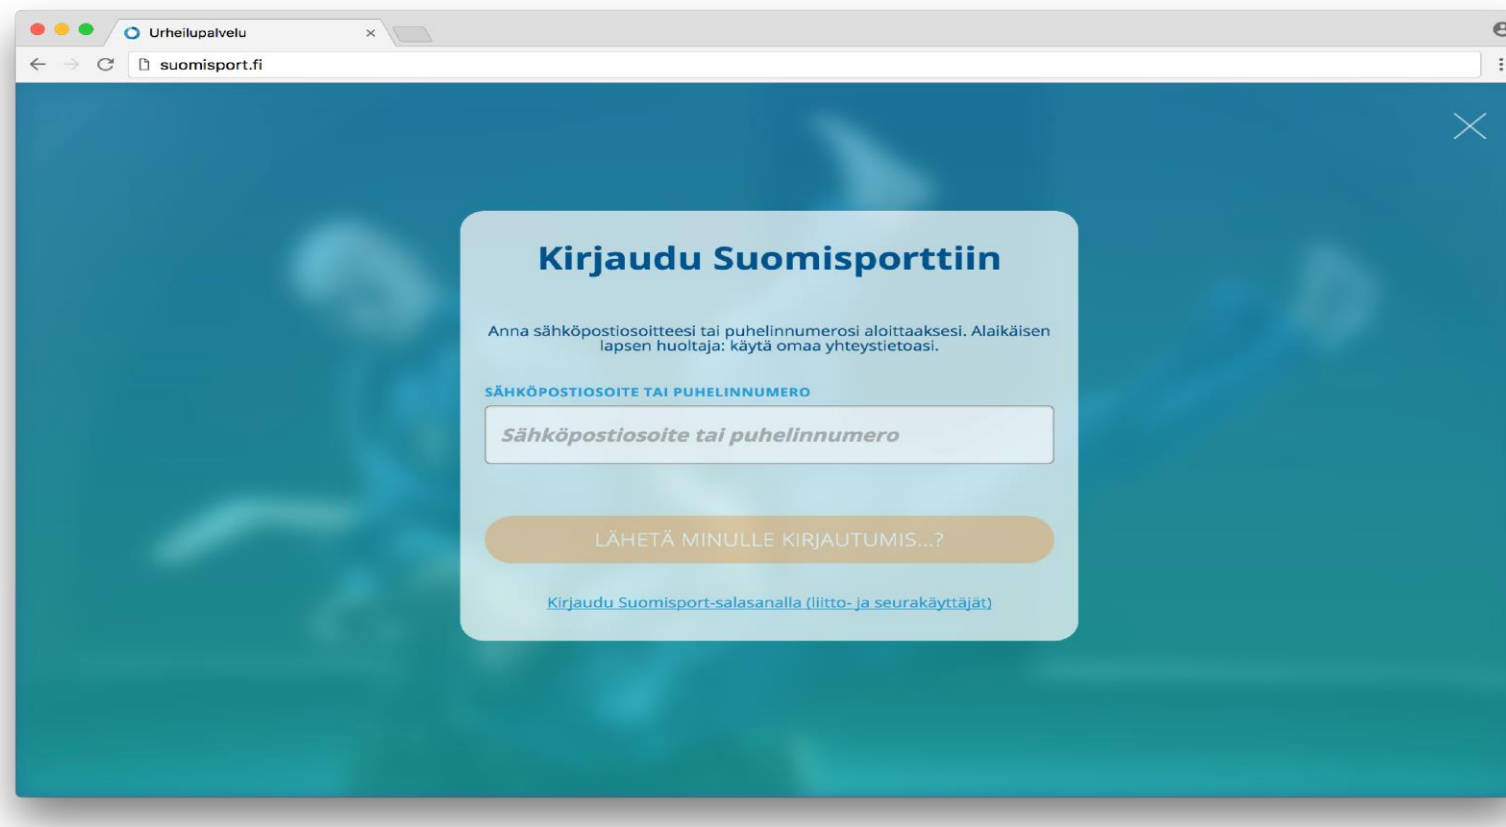 Urheilupalvelu
suomisport.fi
Kirjaudu Suomisporttiin
Anna sähköpostiosoitteesi tai puhelinnumerosi aloittaaksesi. Alaikäisen
lapsen huoltaja: käytä omaa yhteystietoasi.
SÄHKÖPOSTIOSOITE TAI PUHELINNUMERO
Sähköpostiosoite tai puhelinnumero
LÄHETÄ MINULLE KIRJAUTUMIS...?
Kirjaudu Suomisport-salasanalla (liitto- ja seurakäyttäjät)